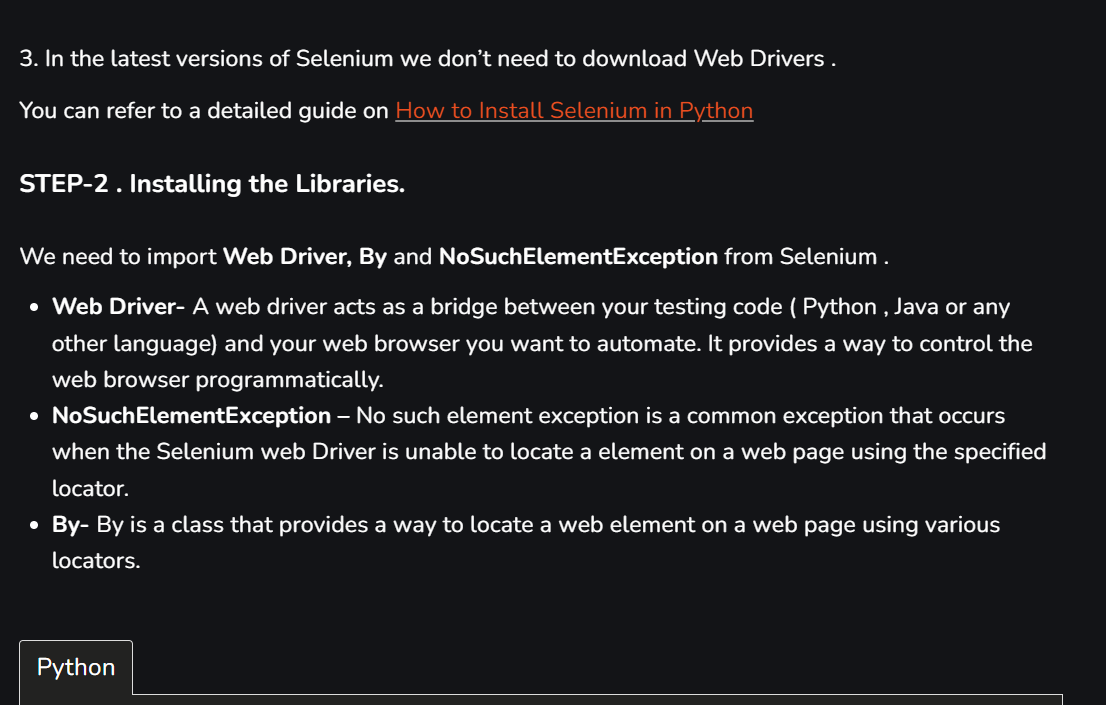 3. In the latest versions of Selenium we don’t need to download Web Drivers .
You can refer to a detailed guide on How to Install Selenium in Python
STEP-2 . Installing the Libraries.
We need to import Web Driver, By and NoSuchElementException from Selenium .
• Web Driver- A web driver acts as a bridge between your testing code ( Python , Java or any
other language) and your web browser you want to automate. It provides a way to control the
web browser programmatically.
• NoSuchElementException – No such element exception is a common exception that occurs
when the Selenium web Driver is unable to locate a element on a web page using the specified
locator.
• By- By is a class that provides a way to locate a web element on a web page using various
locators.
Python